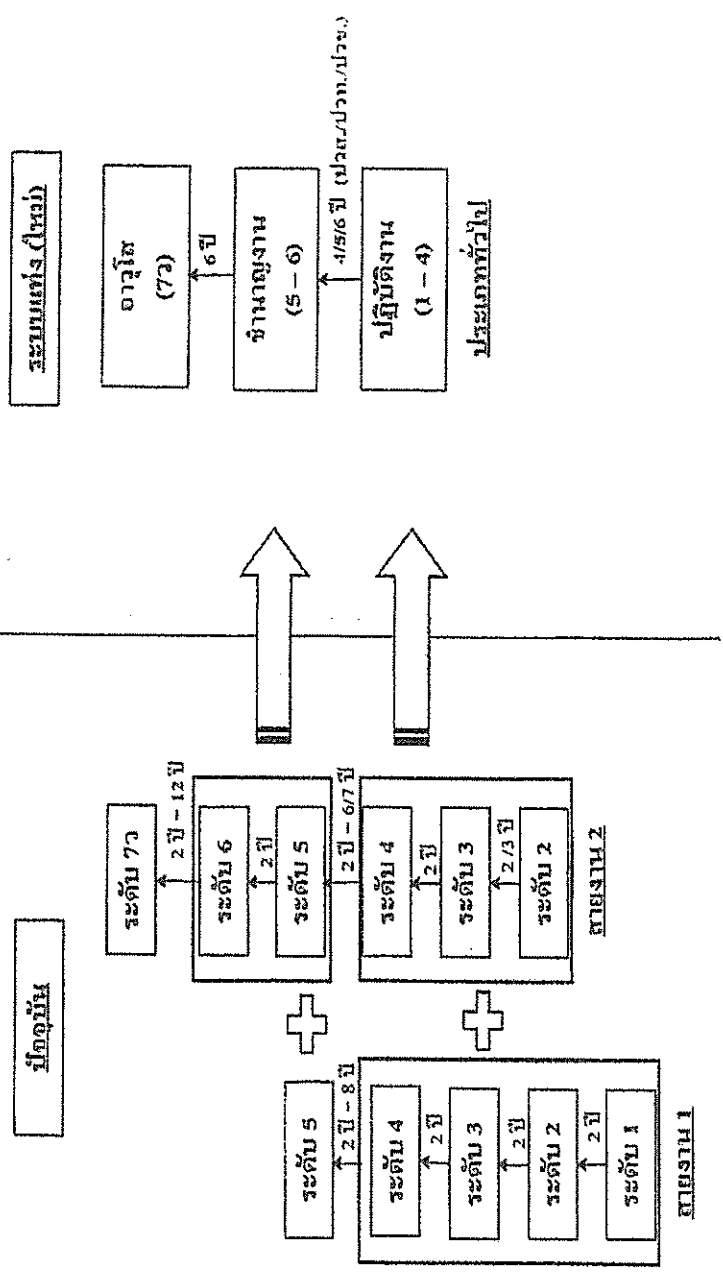 ปัจจุบัน
ระดับ 5
2 ปี – 8 ปี
ระดับ 4
2 ปี
ระดับ 3
2 ปี
ระดับ 2
2 ปี
ระดับ 1
สายงาน 1
ระดับ 7ว
2 ปี – 12 ปี
ระดับ 6
2 ปี
ระดับ 5
2 ปี – 6/7 ปี
ระดับ 4
2 ปี
ระดับ 3
2 /3 ปี
ระดับ 2
สายงาน 2
ระบบแท่ง (ใหม่)
อาวุโส
(7ว)
6 ปี
ชำนาญงาน
(5 – 6)
4/5/6 ปี (ปวส./ปวท./ปวช.)
ปฏิบัติงาน
(1 – 4)
ประเภททั่วไป